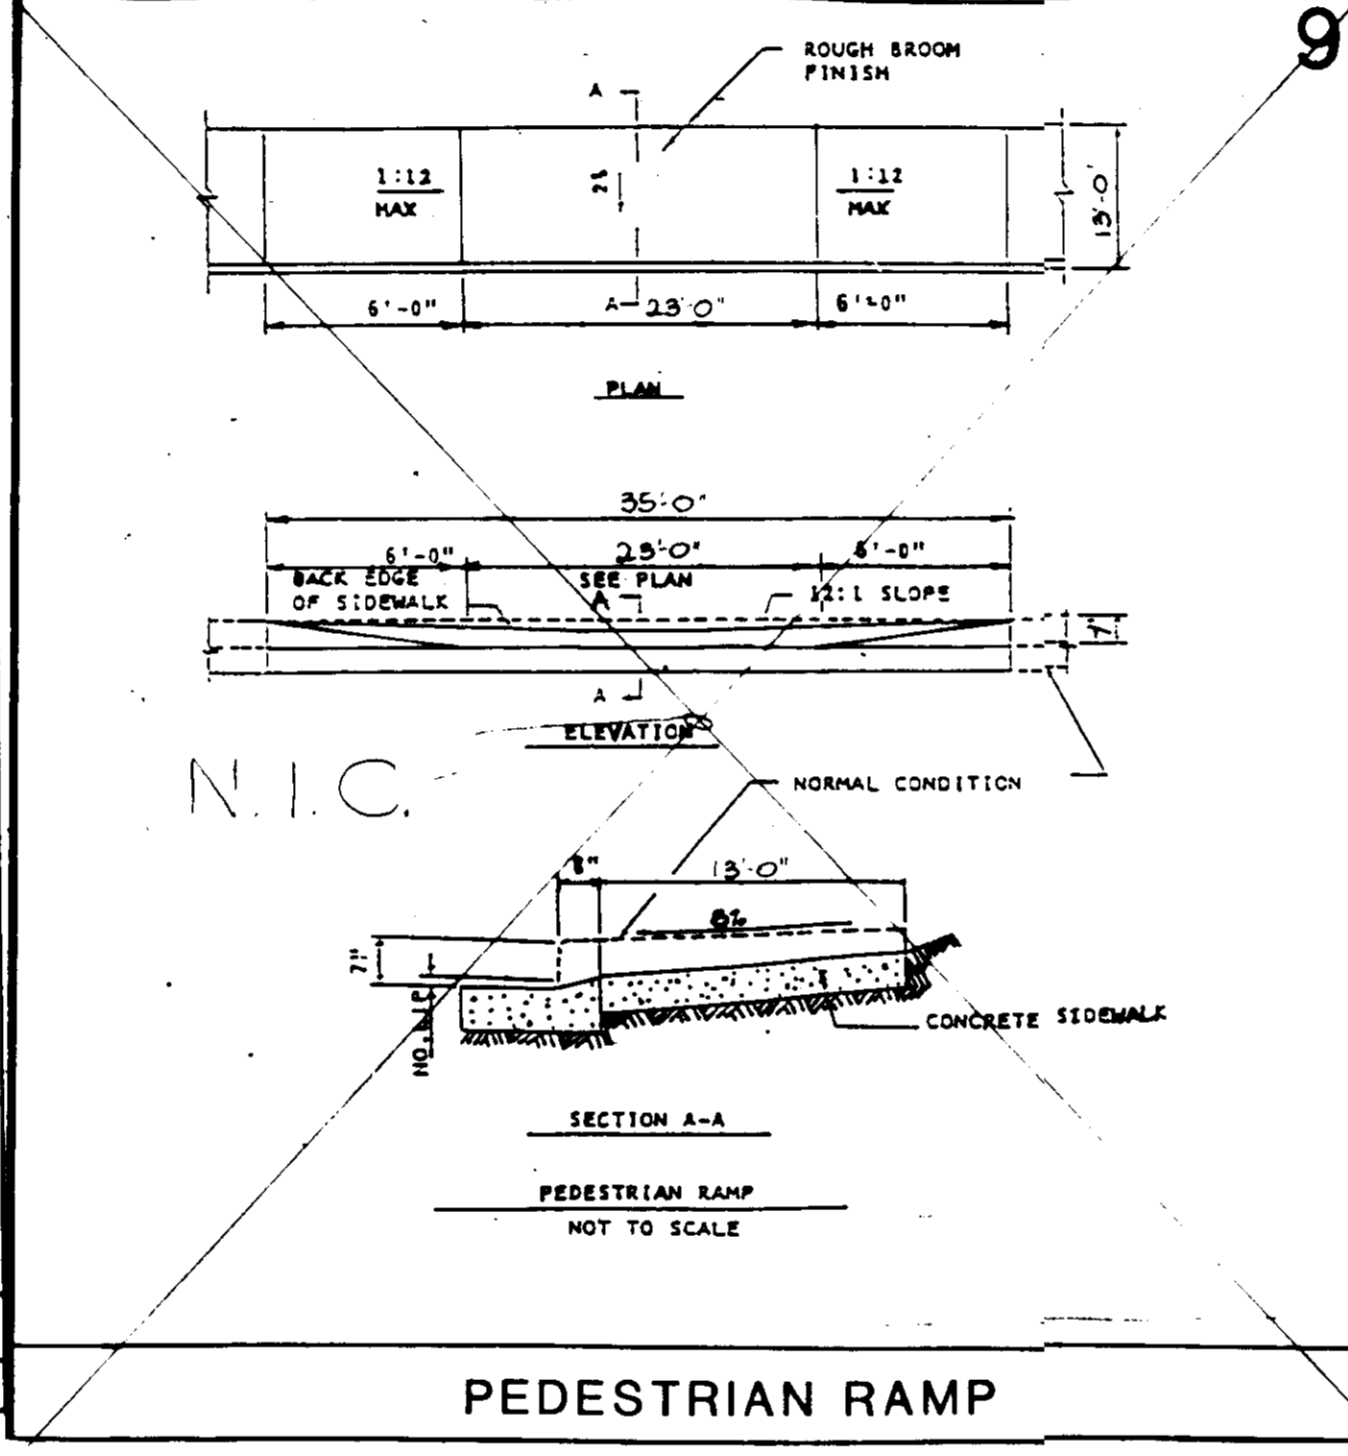 9
ROUGH BROOM
FINISH
A
1:12
MAX
2%
1:12
MAX
13'-0"
6'-0"
A
23'-0"
6'-0"
PLAN
35'-0"
6'-0"
23'-0"
6'-0"
BACK EDGE
OF SIDEWALK
SEE PLAN
A
12:1 SLOPE
7"
A
ELEVATION
N.I.C.
NORMAL CONDITION
8"
13'-0"
7"
NO LIP
CONCRETE SIDEWALK
SECTION A-A
PEDESTRIAN RAMP
NOT TO SCALE
PEDESTRIAN RAMP